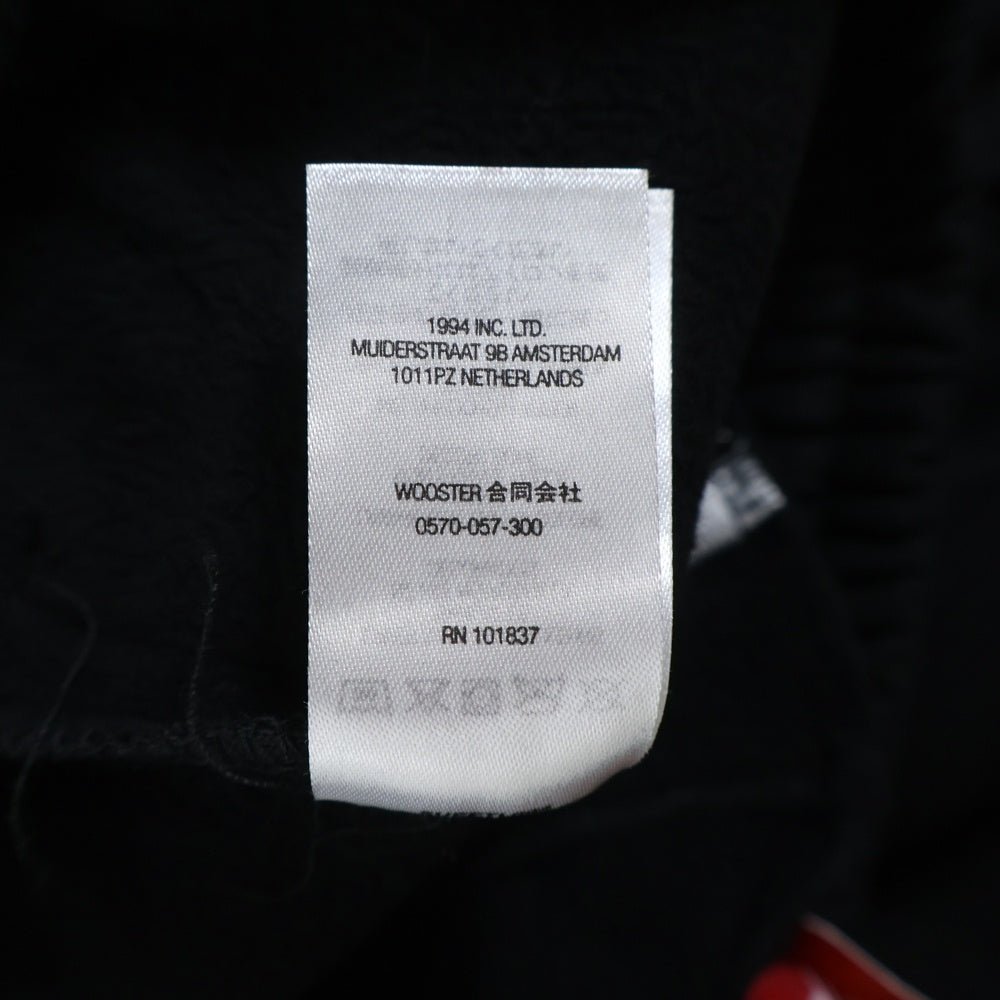 1994 INC. LTD.
MUIDERSTRAAT 9B AMSTERDAM
1011PZ NETHERLANDS
WOOSTER 合同会社
0570-057-300
RN 101837